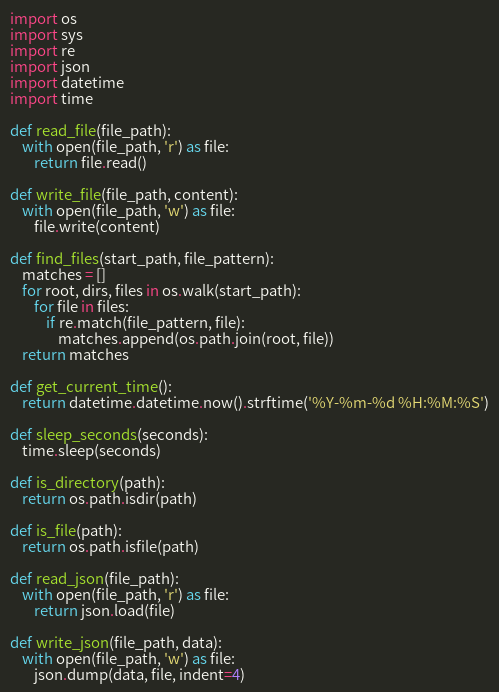 import os
import sys
import re
import json
import datetime
import time

def read_file(file_path):
    with open(file_path, 'r') as file:
        return file.read()

def write_file(file_path, content):
    with open(file_path, 'w') as file:
        file.write(content)

def find_files(start_path, file_pattern):
    matches = []
    for root, dirs, files in os.walk(start_path):
        for file in files:
            if re.match(file_pattern, file):
                matches.append(os.path.join(root, file))
    return matches

def get_current_time():
    return datetime.datetime.now().strftime('%Y-%m-%d %H:%M:%S')

def sleep_seconds(seconds):
    time.sleep(seconds)

def is_directory(path):
    return os.path.isdir(path)

def is_file(path):
    return os.path.isfile(path)

def read_json(file_path):
    with open(file_path, 'r') as file:
        return json.load(file)

def write_json(file_path, data):
    with open(file_path, 'w') as file:
        json.dump(data, file, indent=4)